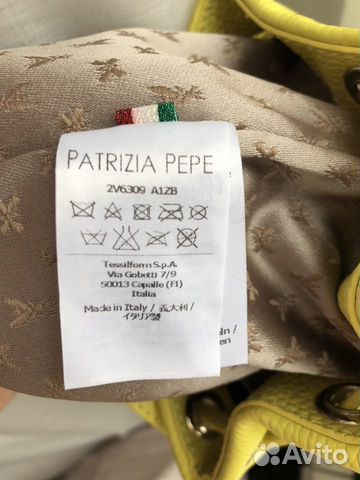 PATRIZIA PEPE
2V6309 A1ZB
Tessilform S.p.A.
Via Gobetti 7/9
50013 Capalle (FI)
Italia
Made in Italy / 義大利 /
イタリア製
Avito